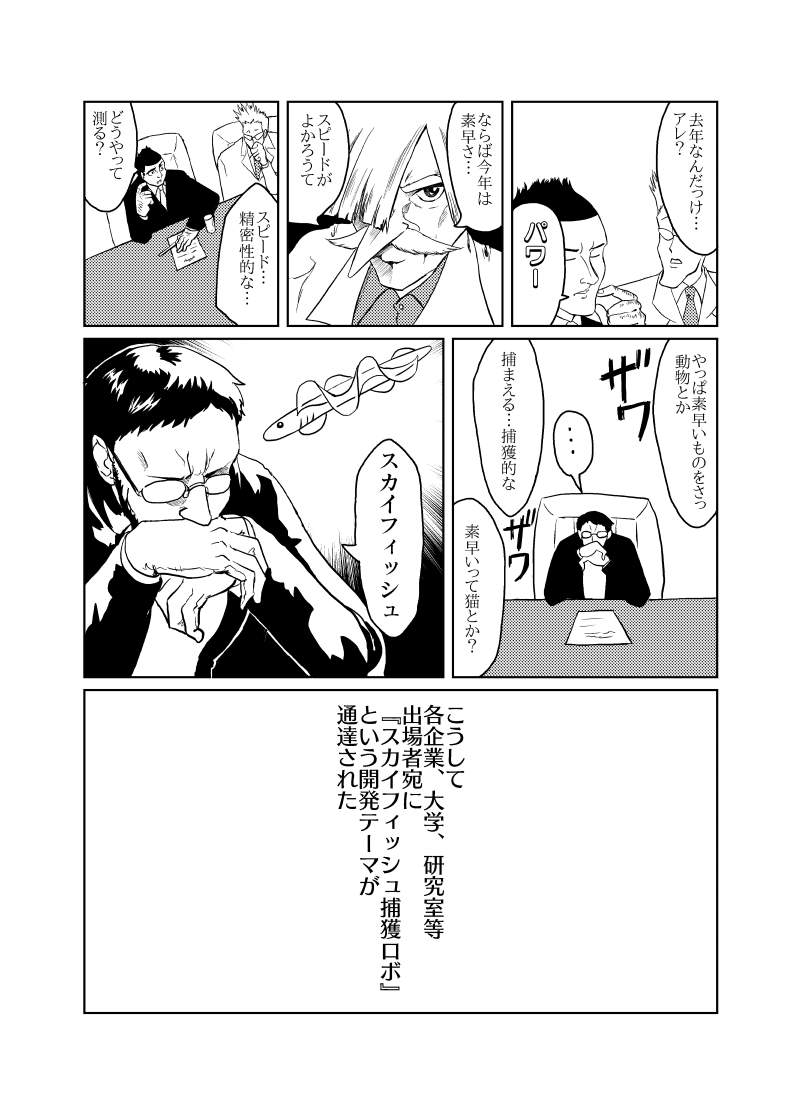 去年なんだっけ…
アレ?
パワー
ならば今年は
素早さ…
スピードが
よかろうて
スピード…
精密性的な…
どうやって
測る?
やっぱ素早いものをさっ
動物とか
ザワ
捕まえる…捕獲的な
…
ザワ
素早いって猫とか?
スカイフィッシュ
こうして
各企業、大学、研究室等
出場者宛に
『スカイフィッシュ捕獲ロボ』
という開発テーマが
通達された